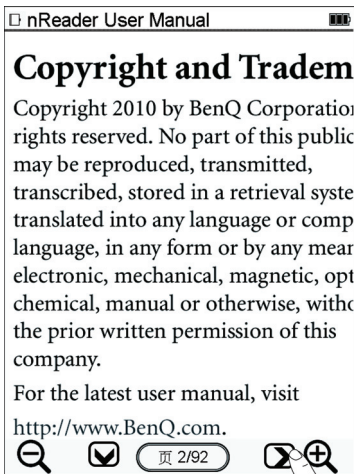 nReader User Manual
Copyright and Tradem
Copyright 2010 by BenQ Corporation
rights reserved. No part of this public
may be reproduced, transmitted,
transcribed, stored in a retrieval syste
translated into any language or comp
language, in any form or by any mean
electronic, mechanical, magnetic, opt
chemical, manual or otherwise, witho
the prior written permission of this
company.
For the latest user manual, visit
http://www.BenQ.com.
页 2/92